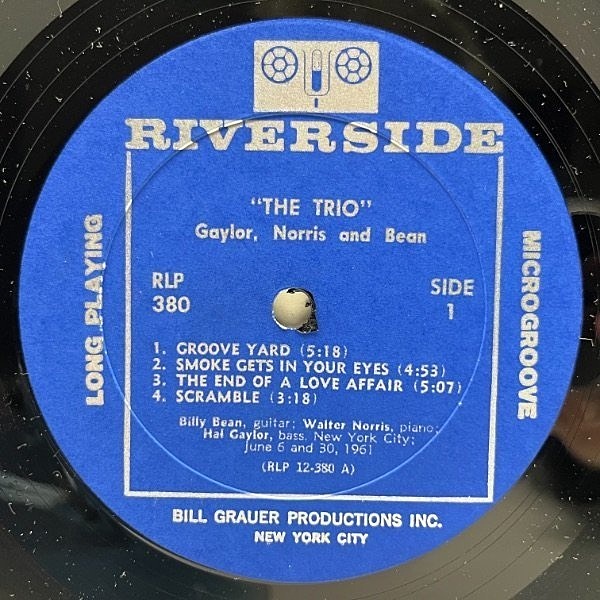 RIVERSIDE
"THE TRIO"
Gaylor, Norris and Bean
RLP
380
SIDE
1
LONG PLAYING
MICROGROOVE
1. GROOVE YARD (5:18)
2. SMOKE GETS IN YOUR EYES (4:53)
3. THE END OF A LOVE AFFAIR (5:07)
4. SCRAMBLE (3:18)
Billy Bean, guitar; Walter Norris, piano;
Hal Gaylor, bass. New York City;
June 6 and 30, 1961
(RLP 12-380 A)
BILL GRAUER PRODUCTIONS INC.
NEW YORK CITY